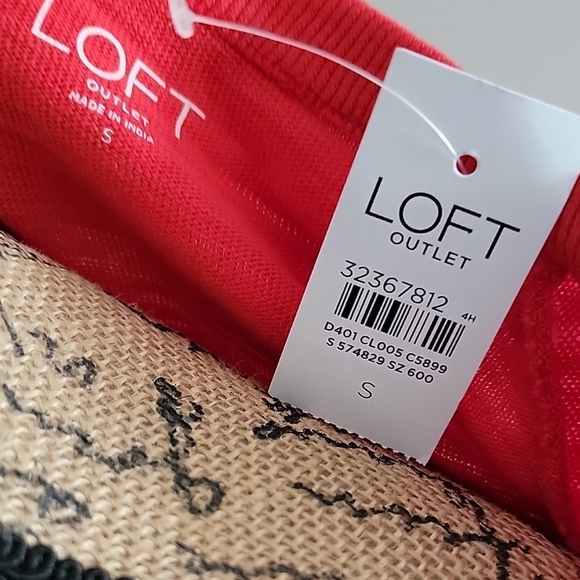 LOFT
OUTLET
MADE IN INDIA
S
LOFT
OUTLET
32367812 4H
D401 CL005 C5899
S 574829 SZ 600
S